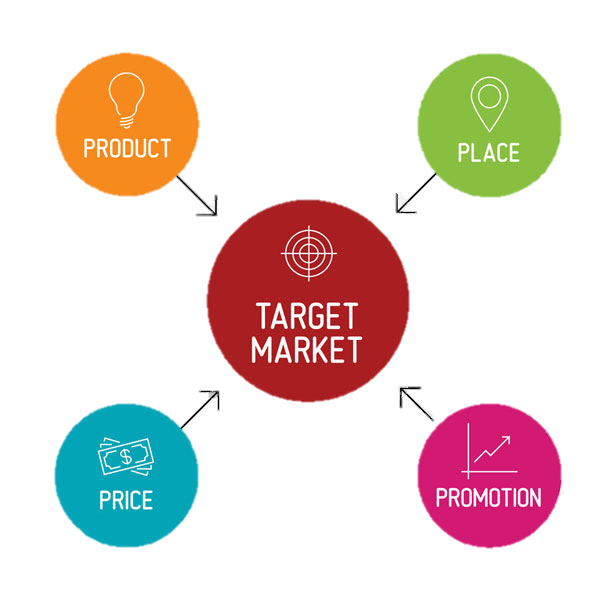 PRODUCT
PLACE
TARGET
MARKET
$
PRICE
PROMOTION